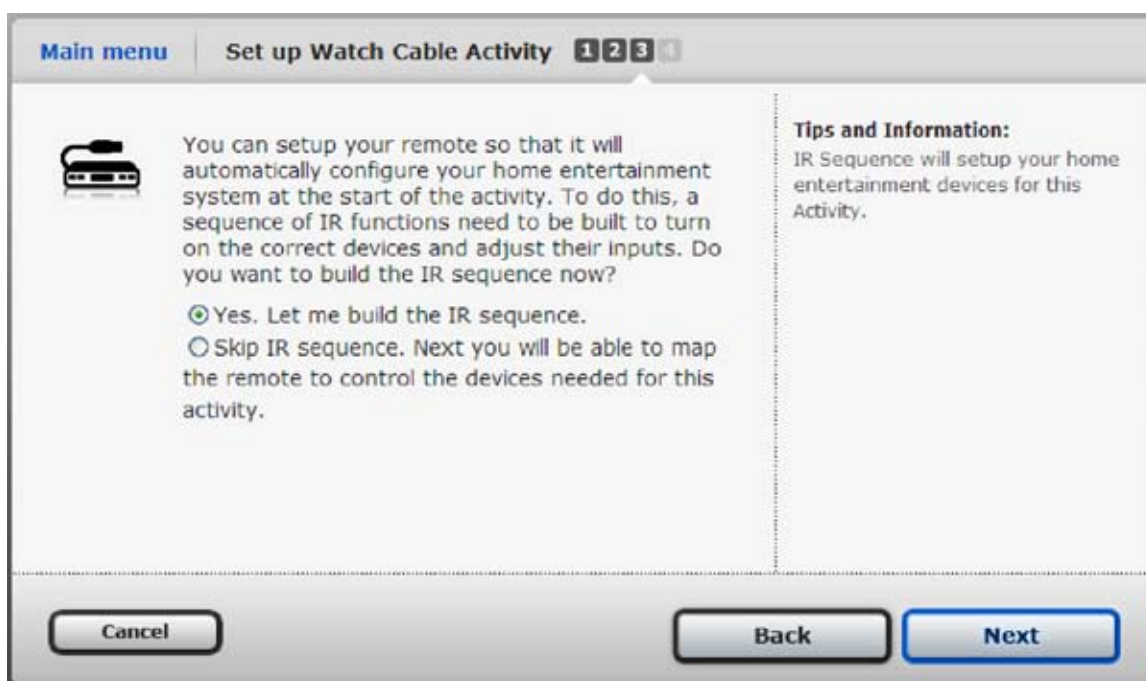 Main menu
Set up Watch Cable Activity 1 2 3 4
You can setup your remote so that it will
automatically configure your home entertainment
system at the start of the activity. To do this, a
sequence of IR functions need to be built to turn
on the correct devices and adjust their inputs. Do
you want to build the IR sequence now?
Yes. Let me build the IR sequence.
Skip IR sequence. Next you will be able to map
the remote to control the devices needed for this
activity.
Tips and Information:
IR Sequence will setup your home
entertainment devices for this
Activity.
Cancel
Back
Next